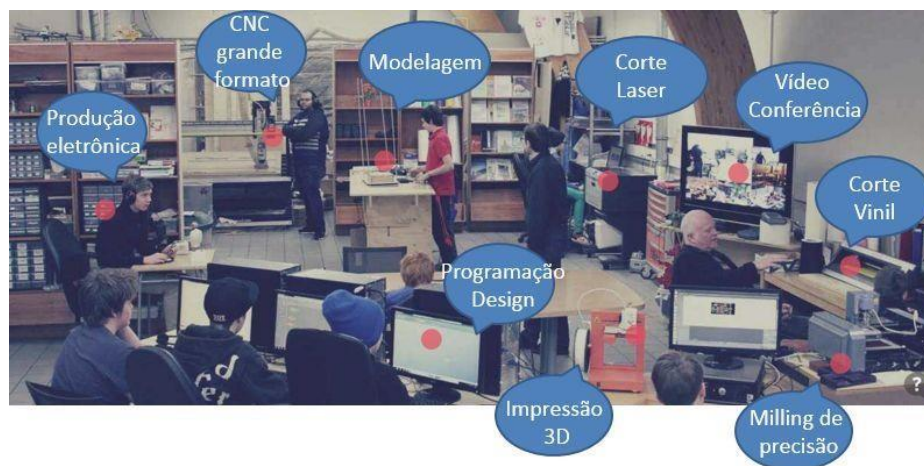 CNC
grande
formato
Modelagem
Corte
Laser
Vídeo
Conferência
Produção
eletrônica
Corte
Vinil
Programação
Design
Impressão
3D
Milling de
precisão
?